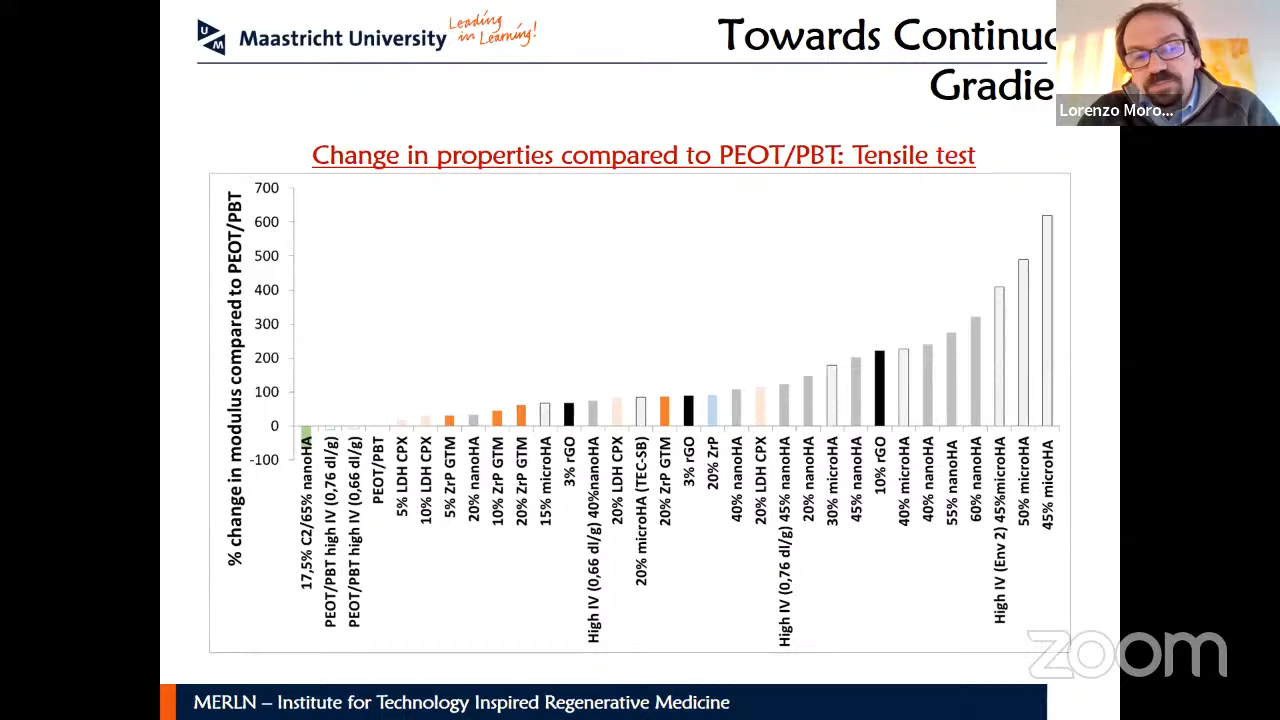 UM
Maastricht University
Leading
in Learning!
Towards Continuo
Gradie
Lorenzo Moro...
Change in properties compared to PEOT/PBT: Tensile test
% change in modulus compared to PEOT/PBT
700
600
500
400
300
200
100
0
-100
17,5% C2/65% nanoHA
PEOT/PBT high IV (0,76 dl/g)
PEOT/PBT high IV (0,66 dl/g)
PEOT/PBT
5% LDH CPX
10% LDH CPX
5% ZrP GTM
20% nanoHA
10% ZrP GTM
20% ZrP GTM
15% microHA
3% rGO
High IV (0,66 dl/g) 40%nanoHA
20% LDH CPX
20% microHA (TEC-SB)
20% ZrP GTM
3% rGO
20% ZrP
40% nanoHA
20% LDH CPX
High IV (0,76 dl/g) 45% nanoHA
20% nanoHA
30% microHA
45% nanoHA
10% rGO
40% microHA
40% nanoHA
55% nanoHA
60% nanoHA
High IV (Env 2) 45%microHA
50% microHA
45% microHA
zoom
MERLN – Institute for Technology Inspired Regenerative Medicine